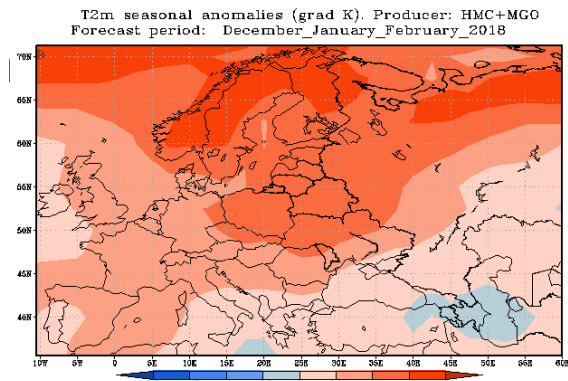 T2m seasonal anomalies (grad K). Producer: HMC+MGO
Forecast period: December_January_February_2018
70N
65N
60N
55N
50N
45N
40N
10W 5W 0 5E 10E 15E 20E 25E 30E 35E 40E 45E 50E 55E 60E